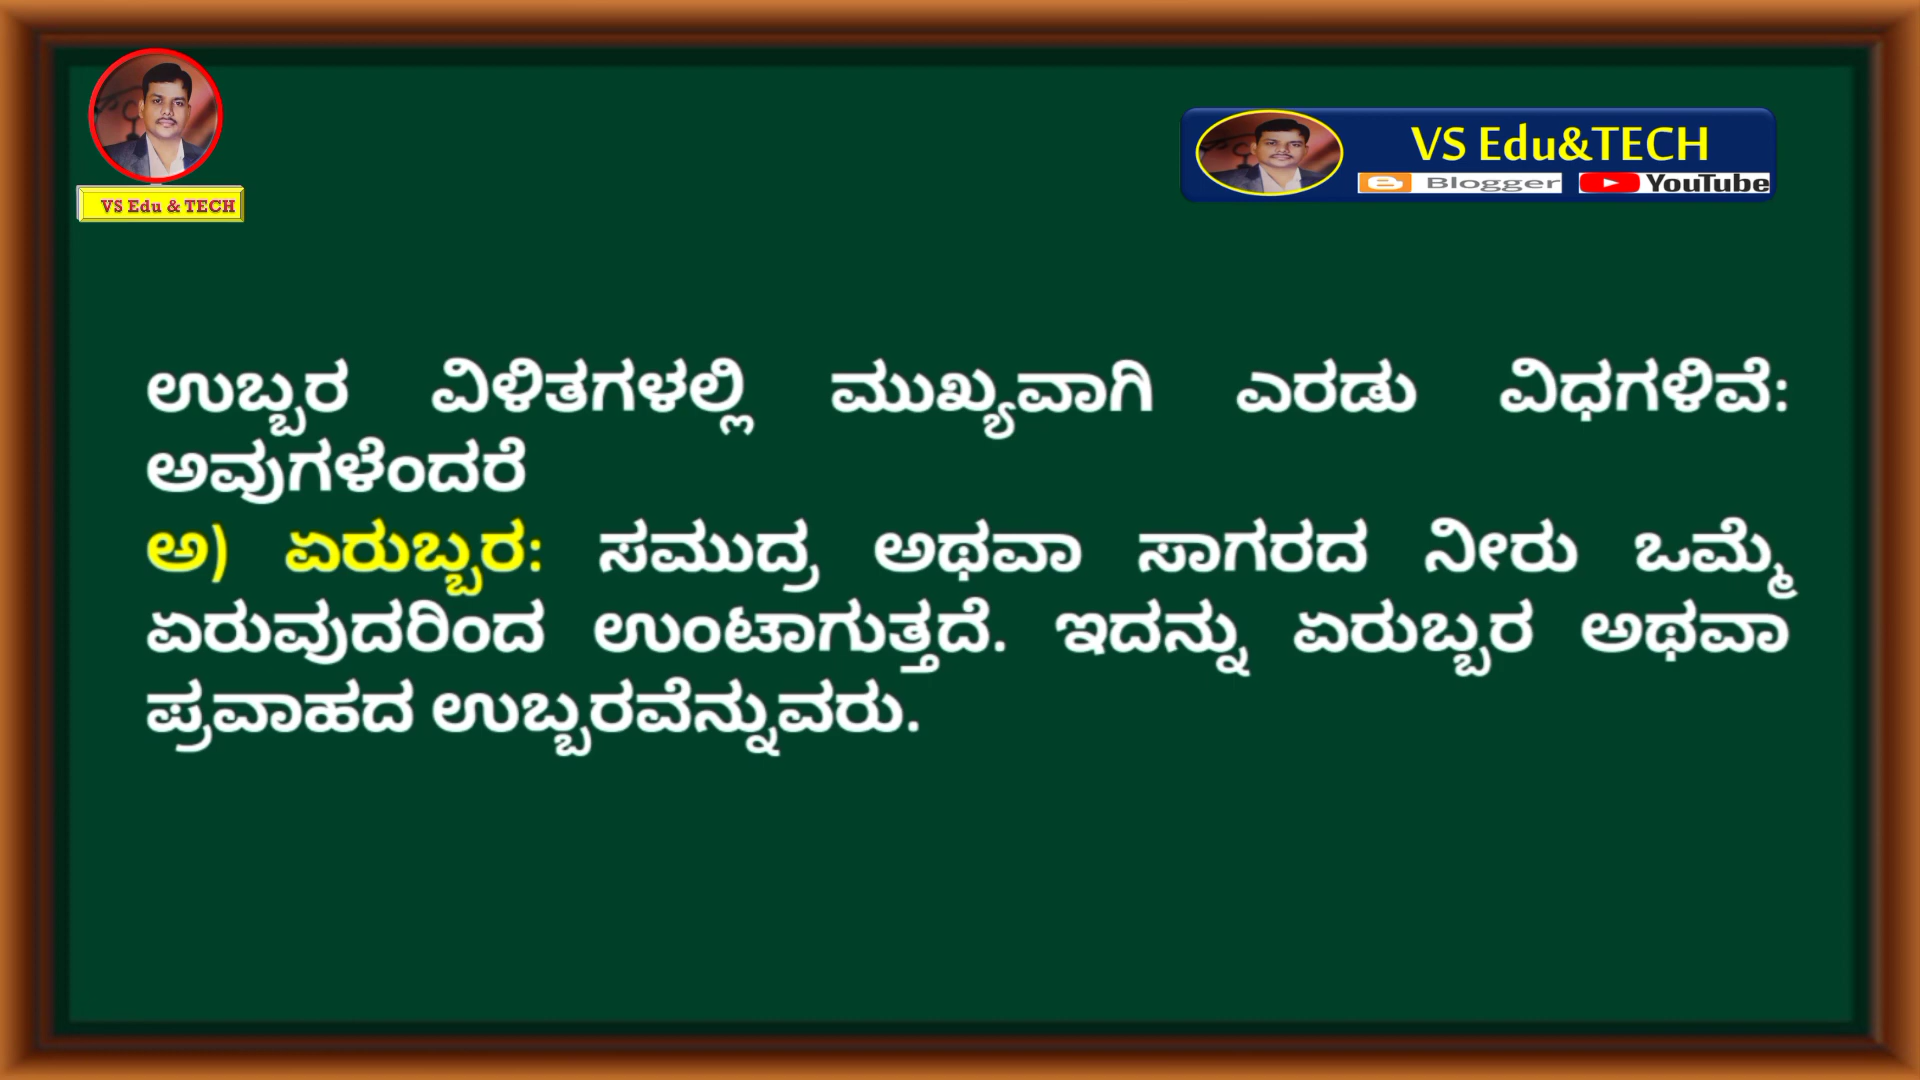 VS Edu & TECH
VS Edu&TECH
Blogger YouTube
ಉಬ್ಬರ ವಿಳಿತಗಳಲ್ಲಿ ಮುಖ್ಯವಾಗಿ ಎರಡು ವಿಧಗಳಿವೆ:
ಅವುಗಳೆಂದರೆ
ಅ) ಏರುಬ್ಬರ: ಸಮುದ್ರ ಅಥವಾ ಸಾಗರದ ನೀರು ಒಮ್ಮೆ
ಏರುವುದರಿಂದ ಉಂಟಾಗುತ್ತದೆ. ಇದನ್ನು ಏರುಬ್ಬರ ಅಥವಾ
ಪ್ರವಾಹದ ಉಬ್ಬರವೆನ್ನುವರು.